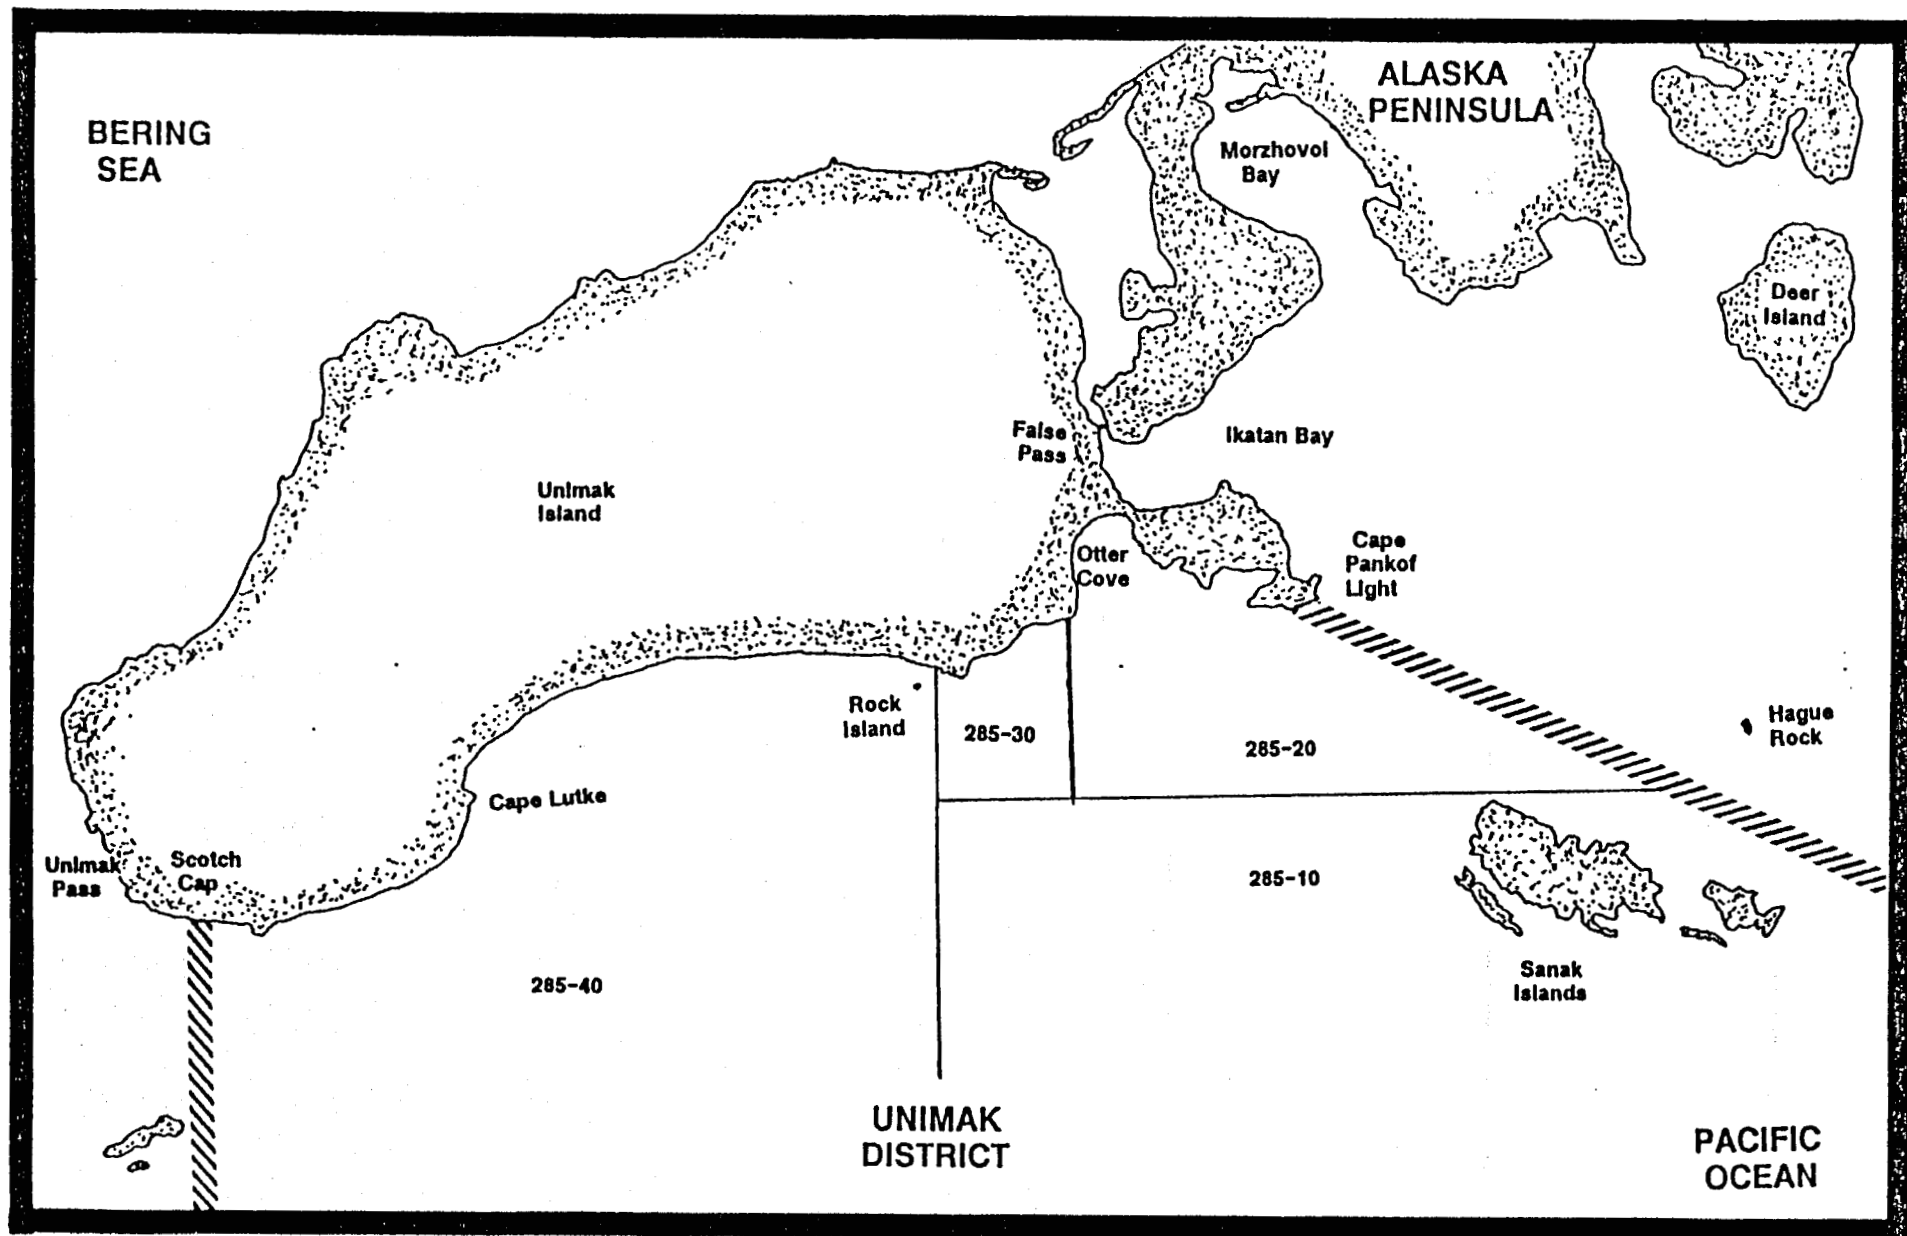 BERING
SEA
ALASKA
PENINSULA
Morzhovoi
Bay
Deer
Island
False
Pass
Ikatan Bay
Unimak
Island
Otter
Cove
Cape
Pankof
Light
Rock
Island
285-30
285-20
Hague
Rock
Cape Lutke
Unimak
Pass
Scotch
Cap
285-10
285-40
Sanak
Islands
UNIMAK
DISTRICT
PACIFIC
OCEAN